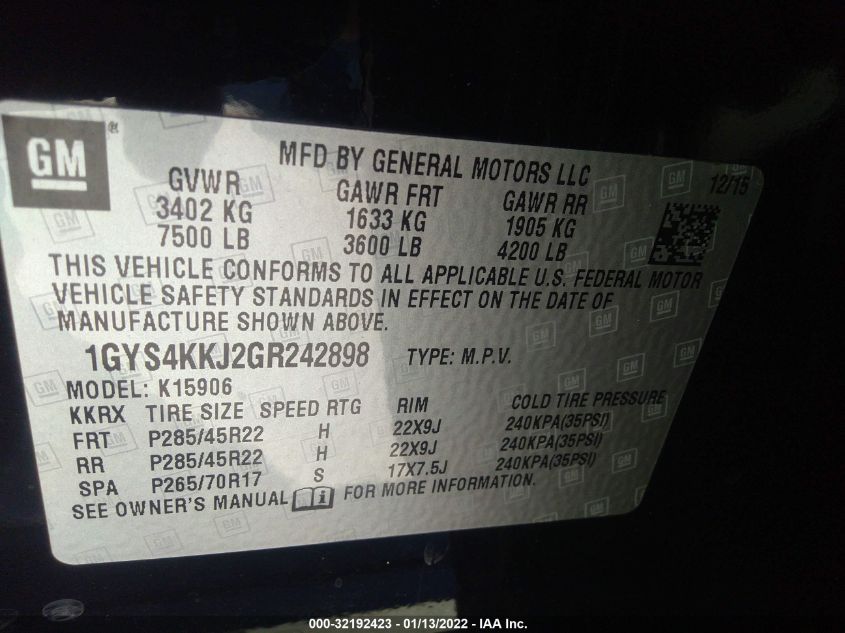 GM ®
MFD BY GENERAL MOTORS LLC
12/15
GVWR GAWR FRT GAWR RR
3402 KG 1633 KG 1905 KG
7500 LB 3600 LB 4200 LB
THIS VEHICLE CONFORMS TO ALL APPLICABLE U.S. FEDERAL MOTOR
VEHICLE SAFETY STANDARDS IN EFFECT ON THE DATE OF
MANUFACTURE SHOWN ABOVE.
1GYS4KKJ2GR242898 TYPE: M.P.V.
MODEL: K15906
KKRX TIRE SIZE SPEED RTG RIM COLD TIRE PRESSURE
FRT P285/45R22 H 22X9J 240KPA(35PSI)
RR P285/45R22 H 22X9J 240KPA(35PSI)
SPA P265/70R17 S 17X7.5J 240KPA(35PSI)
SEE OWNER'S MANUAL FOR MORE INFORMATION.
000-32192423 - 01/13/2022 - IAA Inc.